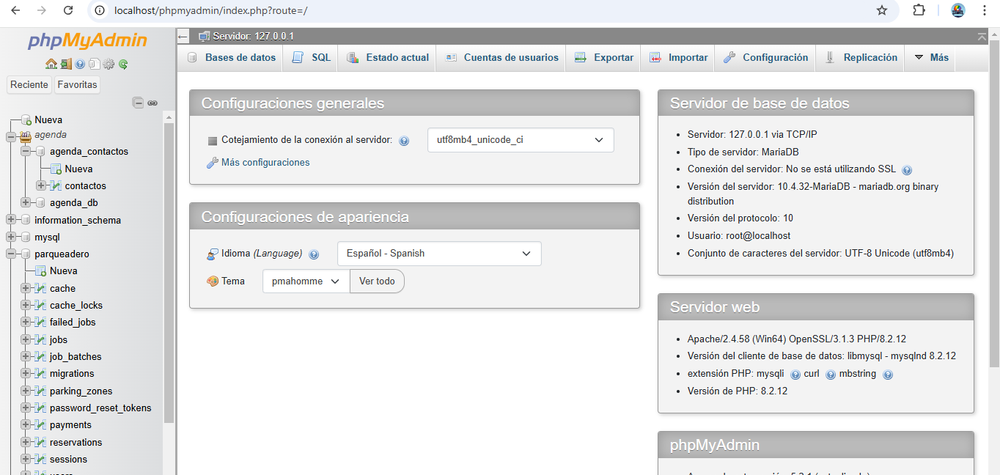 localhost/phpmyadmin/index.php?route=/
phpMyAdmin
Reciente
Favoritas
Nueva
agenda
agenda_contactos
Nueva
contactos
agenda_db
information_schema
mysql
parqueadero
Nueva
cache
cache_locks
failed_jobs
jobs
job_batches
migrations
parking_zones
password_reset_tokens
payments
reservations
sessions
Servidor: 127.0.0.1
Bases de datos
SQL
Estado actual
Cuentas de usuarios
Exportar
Importar
Configuración
Replicación
Más
Configuraciones generales
Cotejamiento de la conexión al servidor:
utf8mb4_unicode_ci
Más configuraciones
Configuraciones de apariencia
Idioma (Language)
Español - Spanish
Tema
pmahomme
Ver todo
Servidor de base de datos
Servidor: 127.0.0.1 via TCP/IP
Tipo de servidor: MariaDB
Conexión del servidor: No se está utilizando SSL
Versión del servidor: 10.4.32-MariaDB - mariadb.org binary
distribution
Versión del protocolo: 10
Usuario: root@localhost
Conjunto de caracteres del servidor: UTF-8 Unicode (utf8mb4)
Servidor web
Apache/2.4.58 (Win64) OpenSSL/3.1.3 PHP/8.2.12
Versión del cliente de base de datos: libmysql - mysqlnd 8.2.12
extensión PHP: mysqli curl mbstring
Versión de PHP: 8.2.12
phpMyAdmin